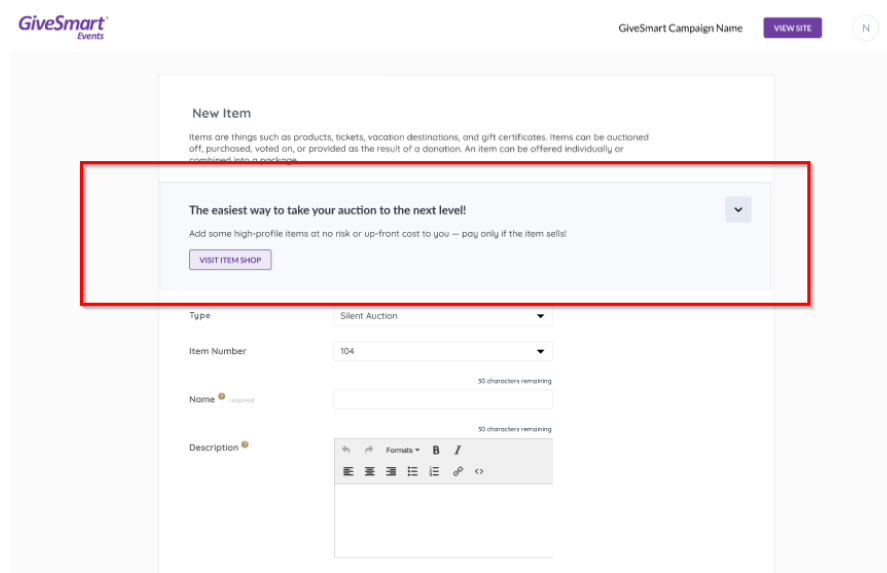 GiveSmart
Events
GiveSmart Campaign Name
VIEW SITE
N
New Item
Items are things such as products, tickets, vacation destinations, and gift certificates. Items can be auctioned
off, purchased, voted on, or provided as the result of a donation. An item can be offered individually or
combined into a package.
The easiest way to take your auction to the next level!
Add some high-profile items at no risk or up-front cost to you — pay only if the item sells!
VISIT ITEM SHOP
Type
Silent Auction
Item Number
104
50 characters remaining
Name ? required
50 characters remaining
Description ?
Formats B I